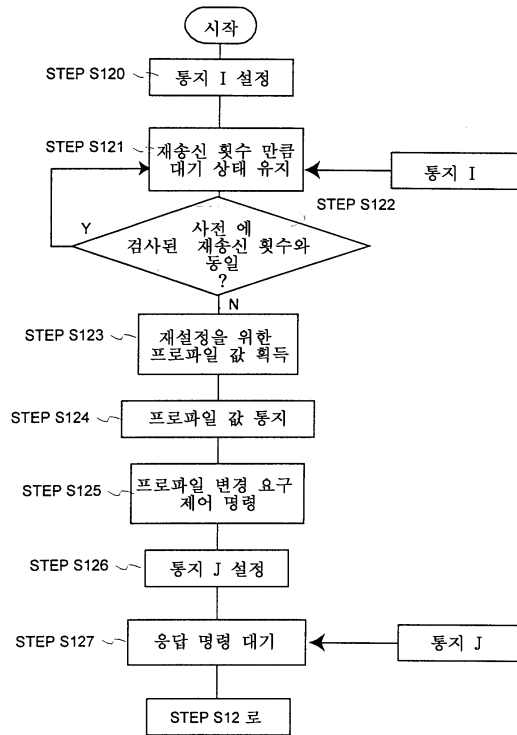 시작
STEP S120
통지 I 설정
STEP S121
재송신 횟수 만큼
대기 상태 유지
통지 I
STEP S122
Y
사전 에
검사된 재송신 횟수와
동일
?
N
STEP S123
재설정을 위한
프로파일 값 획득
STEP S124
프로파일 값 통지
STEP S125
프로파일 변경 요구
제어 명령
STEP S126
통지 J 설정
STEP S127
응답 명령 대기
통지 J
STEP S12 로